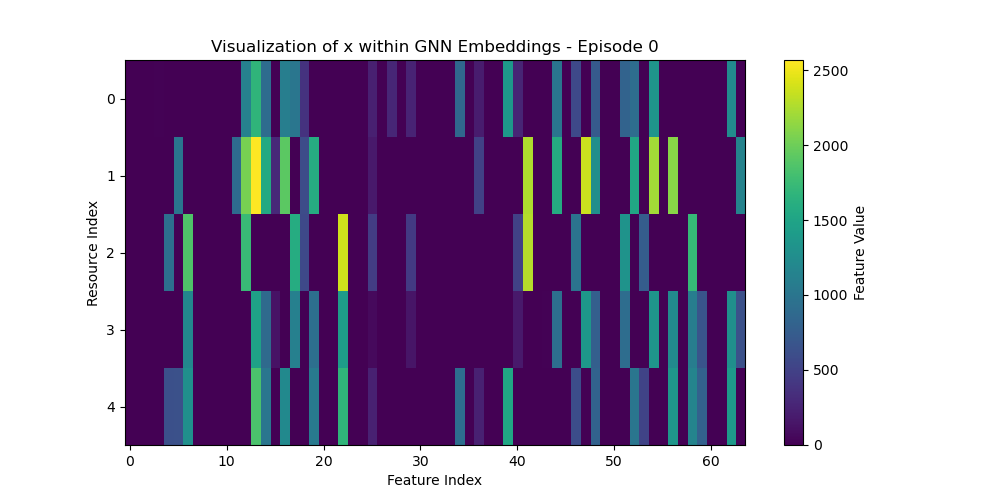 Visualization of x within GNN Embeddings - Episode 0
Resource Index
0
1
2
3
4
0 10 20 30 40 50 60
Feature Index
2500
2000
1500
1000
500
0
Feature Value